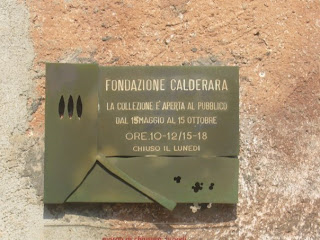 FONDAZIONE CALDERARA
LA COLLEZIONE È APERTA AL PUBBLICO
DAL 15 MAGGIO AL 15 OTTOBRE
ORE.10-12/15-18
CHIUSO IL LUNEDI